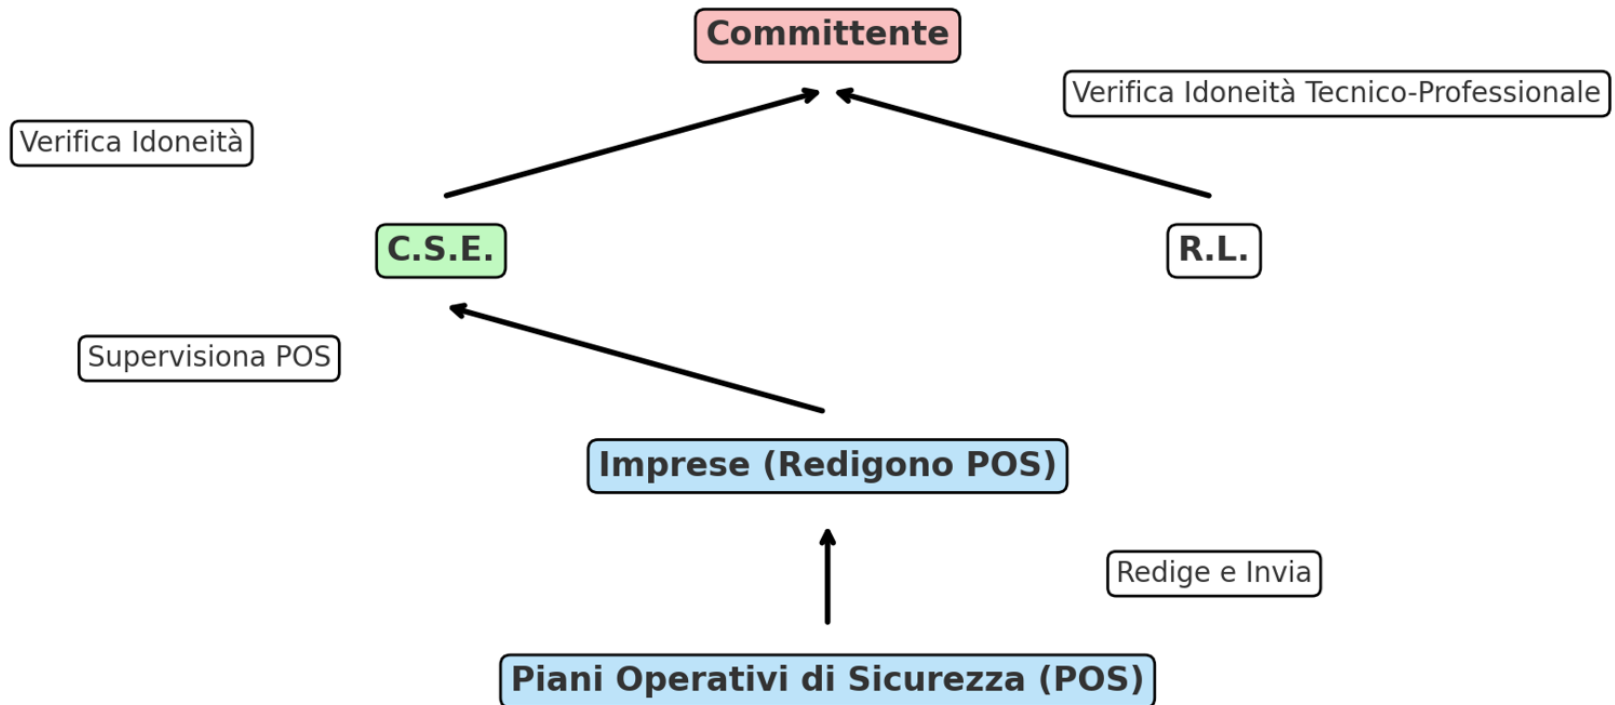 Committente
Verifica Idoneità Tecnico-Professionale
Verifica Idoneità
C.S.E.
R.L.
Supervisiona POS
Imprese (Redigono POS)
Redige e Invia
Piani Operativi di Sicurezza (POS)